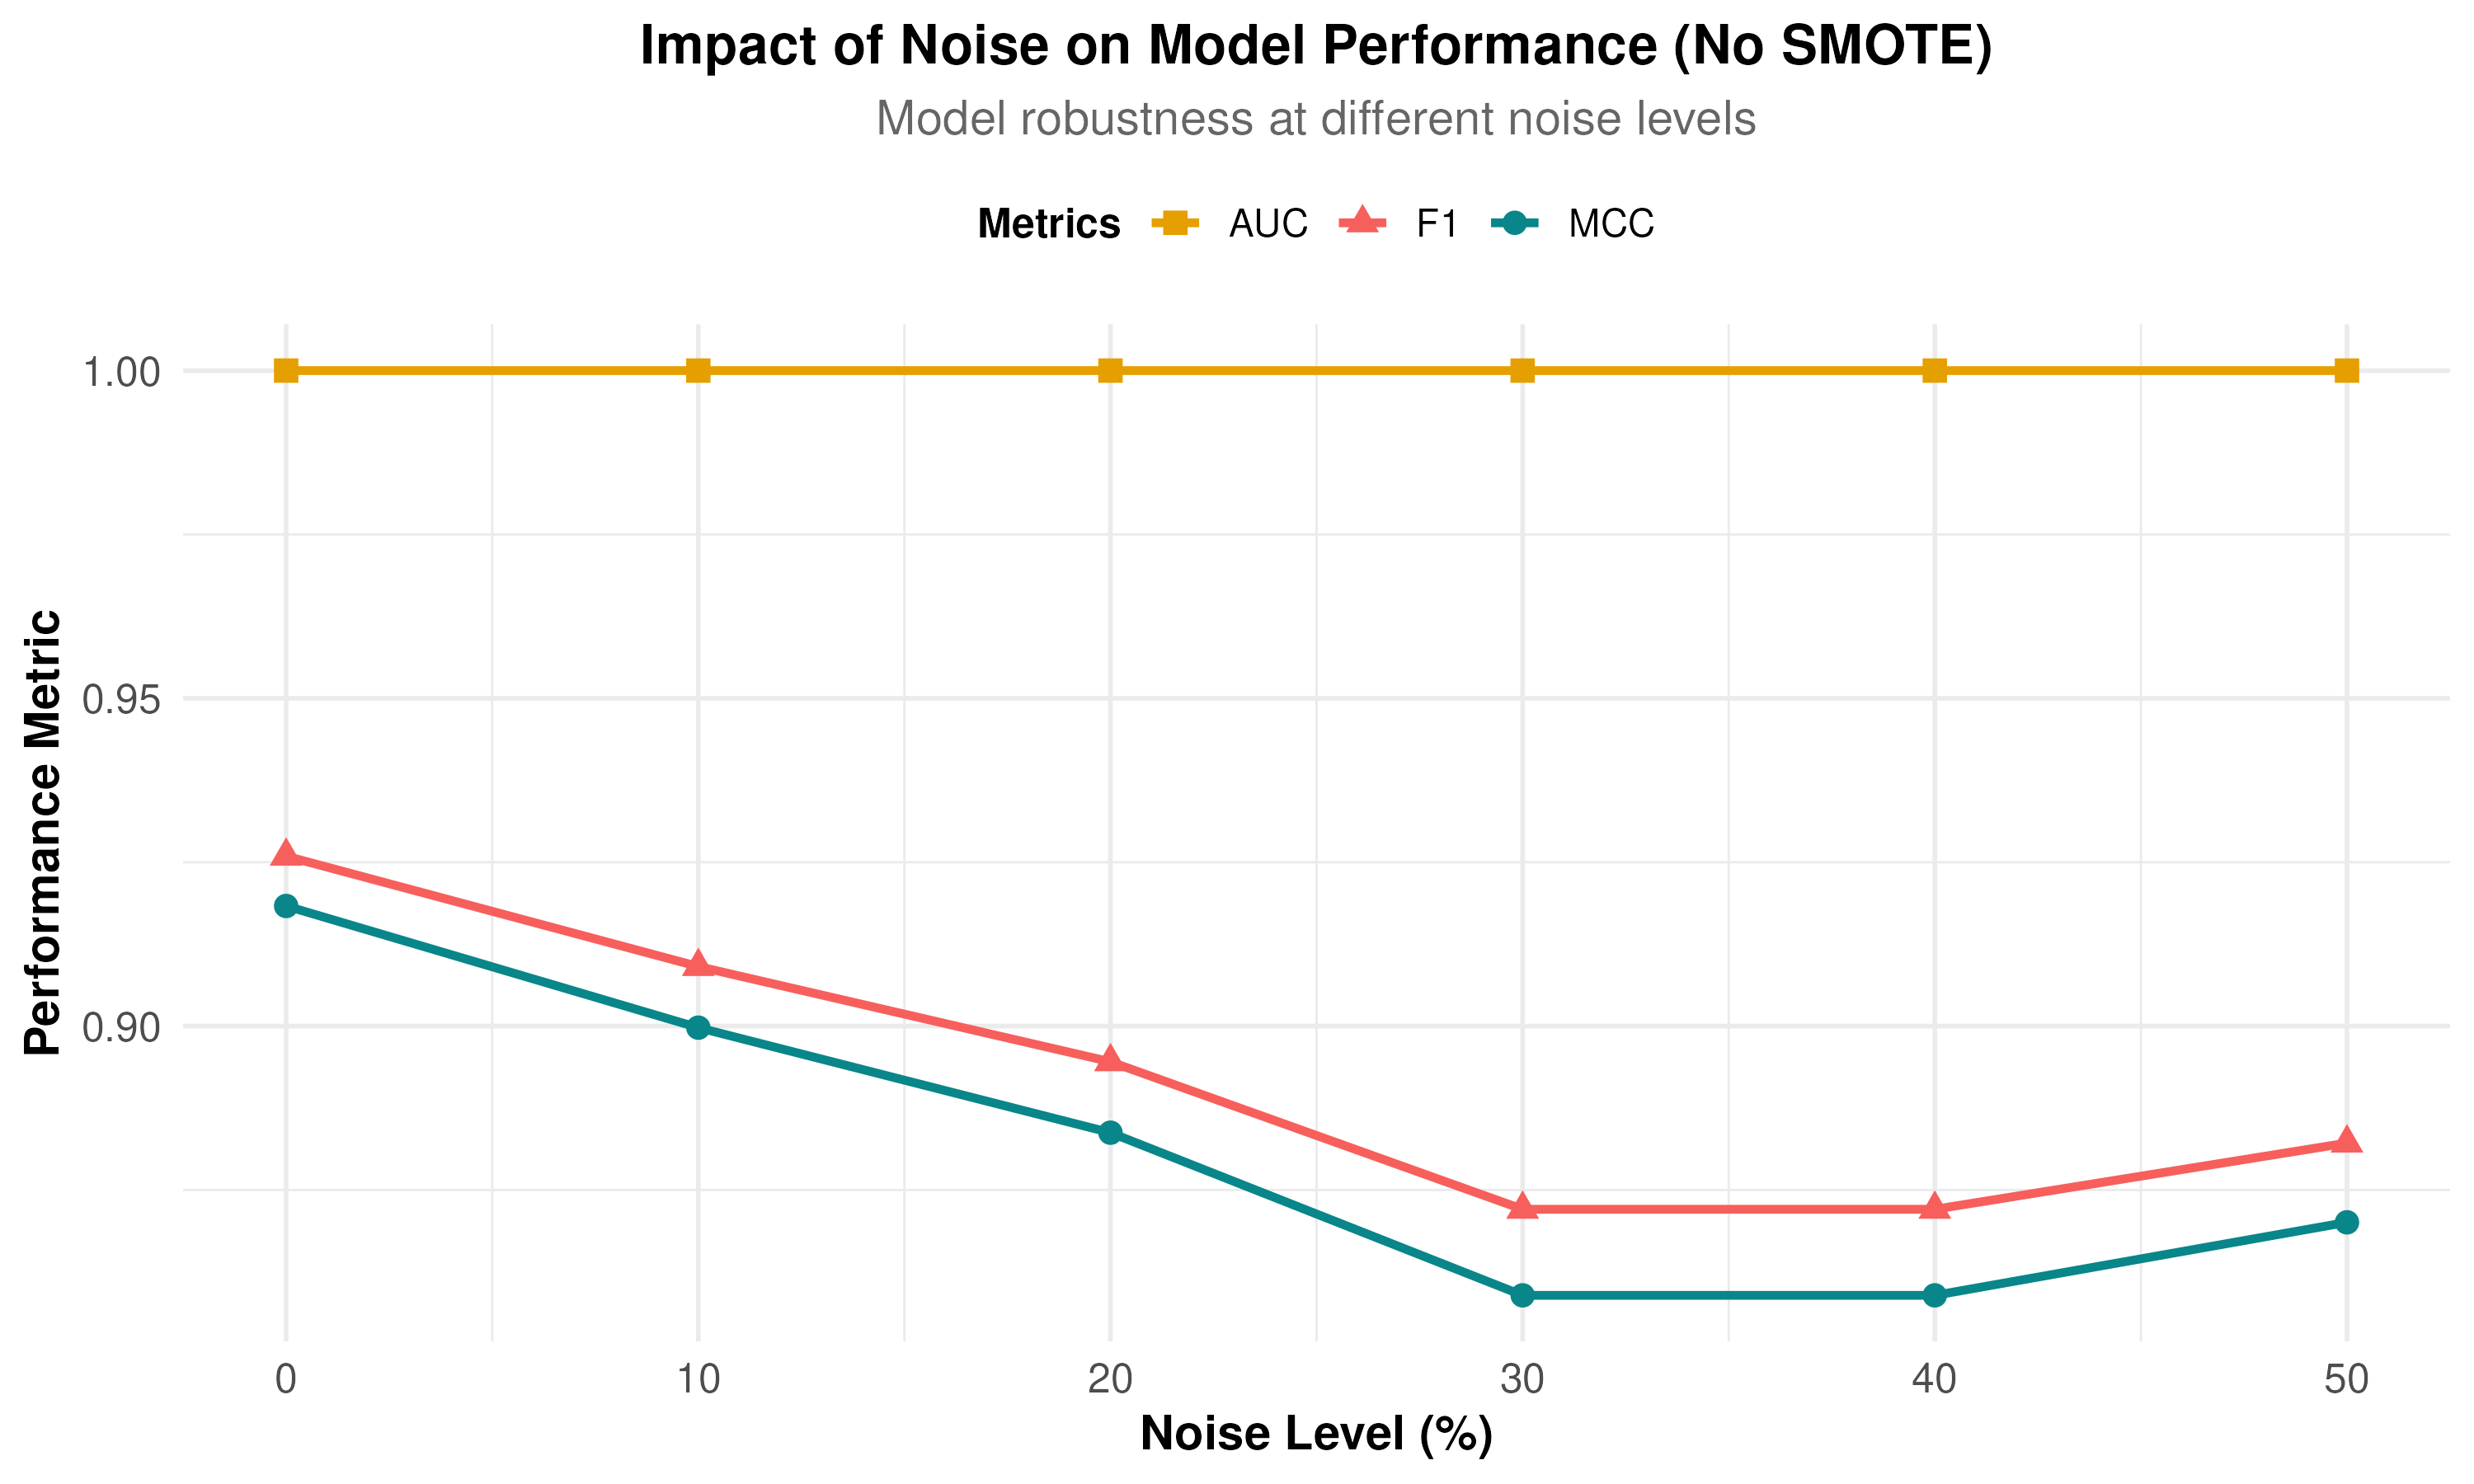 Impact of Noise on Model Performance (No SMOTE)
Model robustness at different noise levels
Metrics AUC F1 MCC
Performance Metric
1.00
0.95
0.90
0 10 20 30 40 50
Noise Level (%)